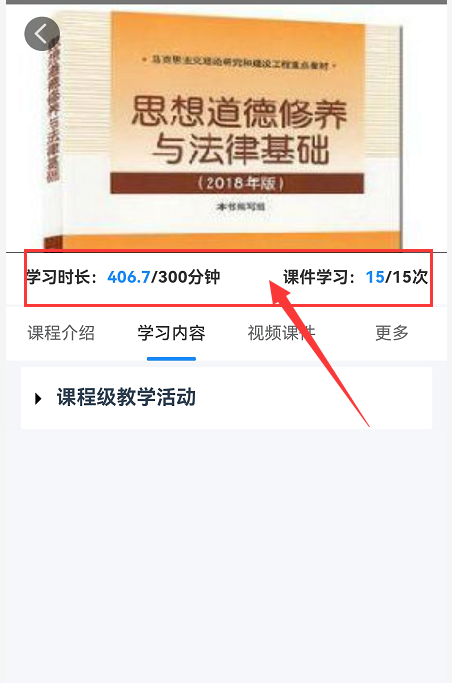 ·马克思主义理论研究和建设工程重点教材·
思想道德修养
与法律基础
（2018年版）
本书编写组
学习时长：406.7/300分钟 课件学习：15/15次
课程介绍 学习内容 视频课件 更多
课程级教学活动